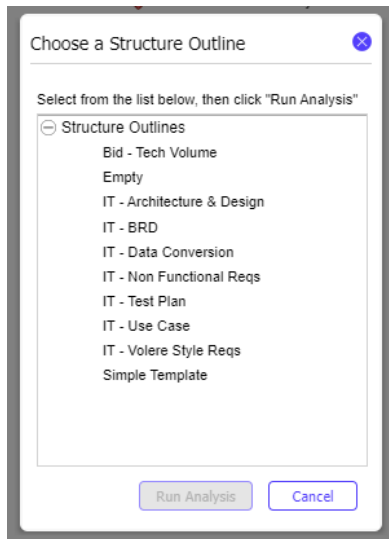 Choose a Structure Outline
Select from the list below, then click "Run Analysis"
Structure Outlines
Bid - Tech Volume
Empty
IT - Architecture & Design
IT - BRD
IT - Data Conversion
IT - Non Functional Reqs
IT - Test Plan
IT - Use Case
IT - Volere Style Reqs
Simple Template
Run Analysis
Cancel